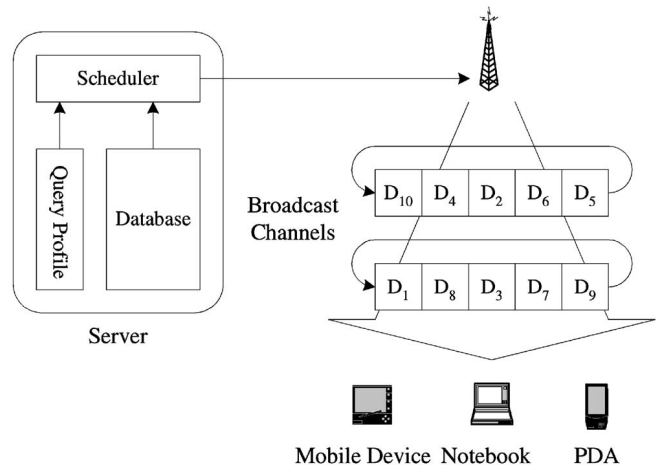 Scheduler
Query Profile
Database
Server
Broadcast
Channels
D10 D4 D2 D6 D5
D1 D8 D3 D7 D9
Mobile Device Notebook PDA